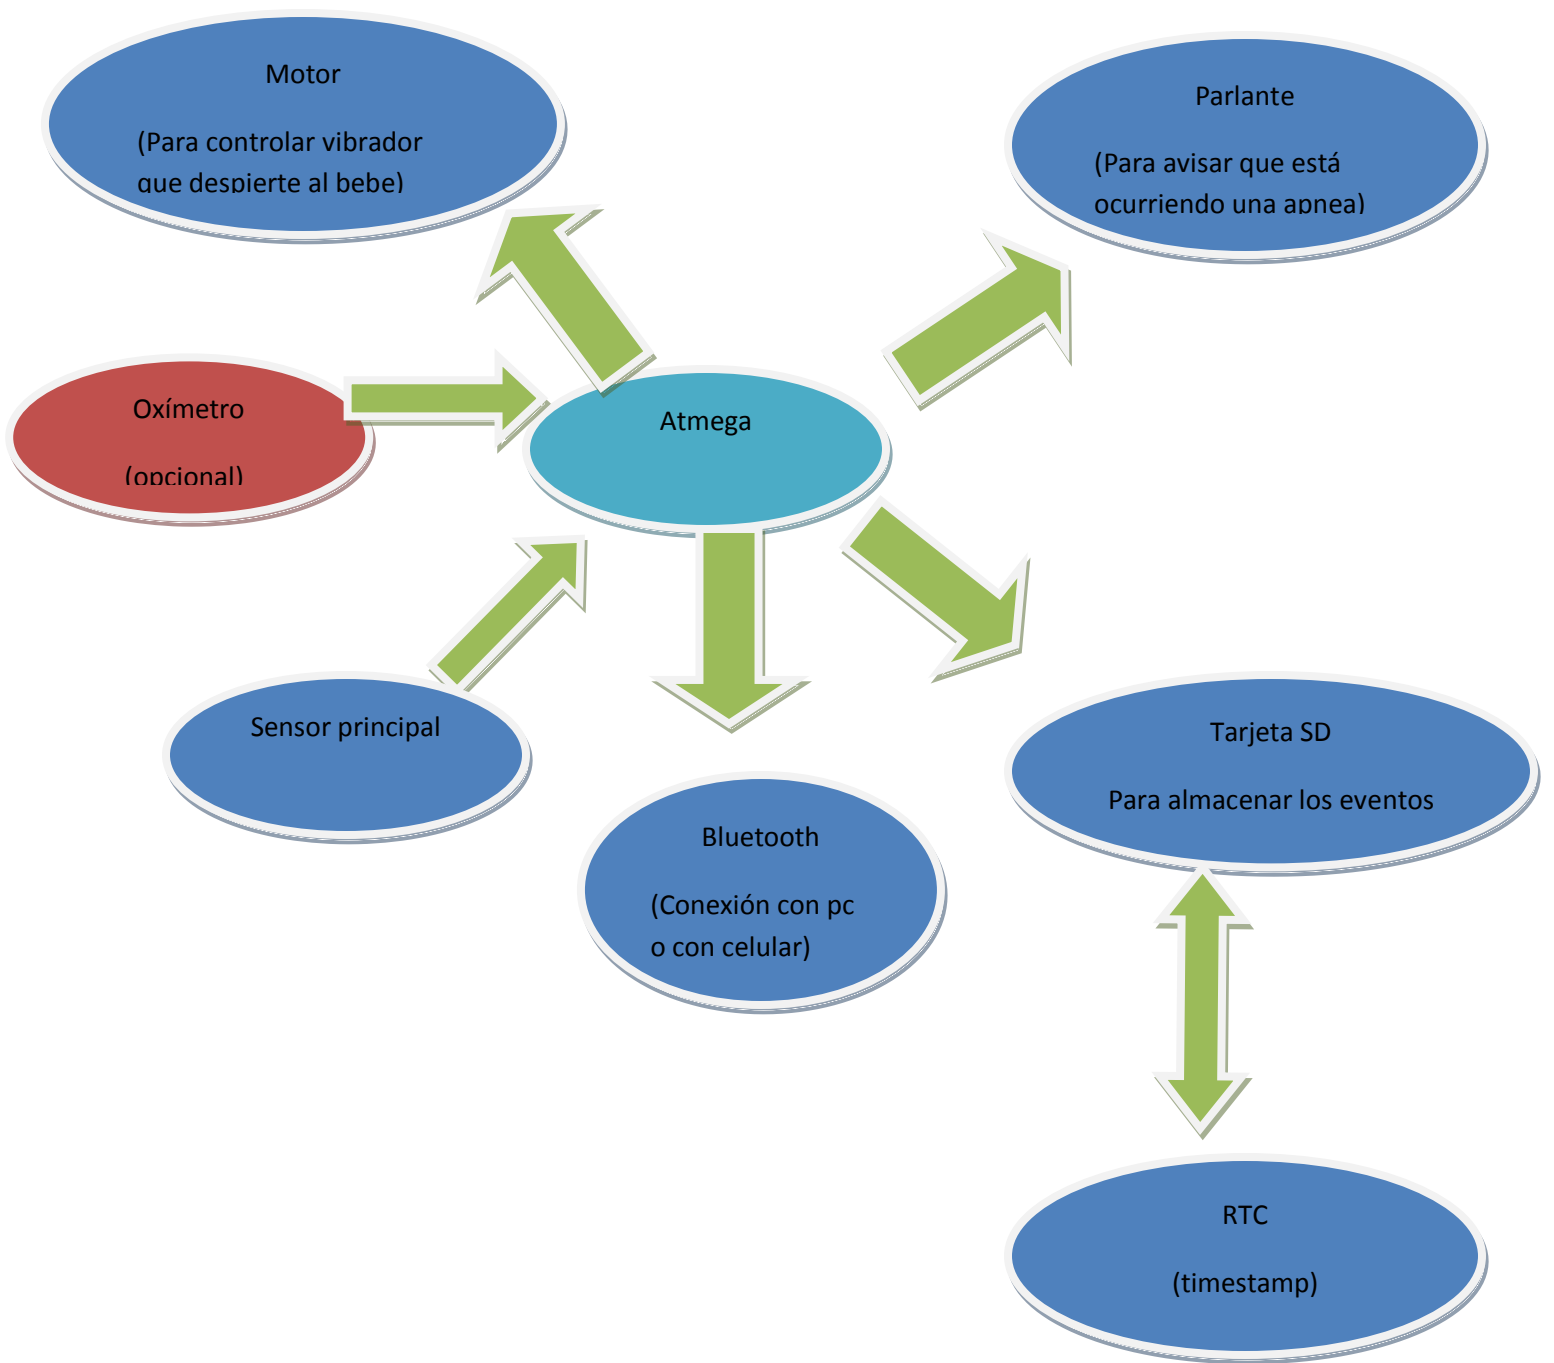 Motor
(Para controlar vibrador
que despierte al bebe)
Parlante
(Para avisar que está
ocurriendo una apnea)
Oxímetro
(opcional)
Atmega
Sensor principal
Tarjeta SD
Para almacenar los eventos
Bluetooth
(Conexión con pc
o con celular)
RTC
(timestamp)